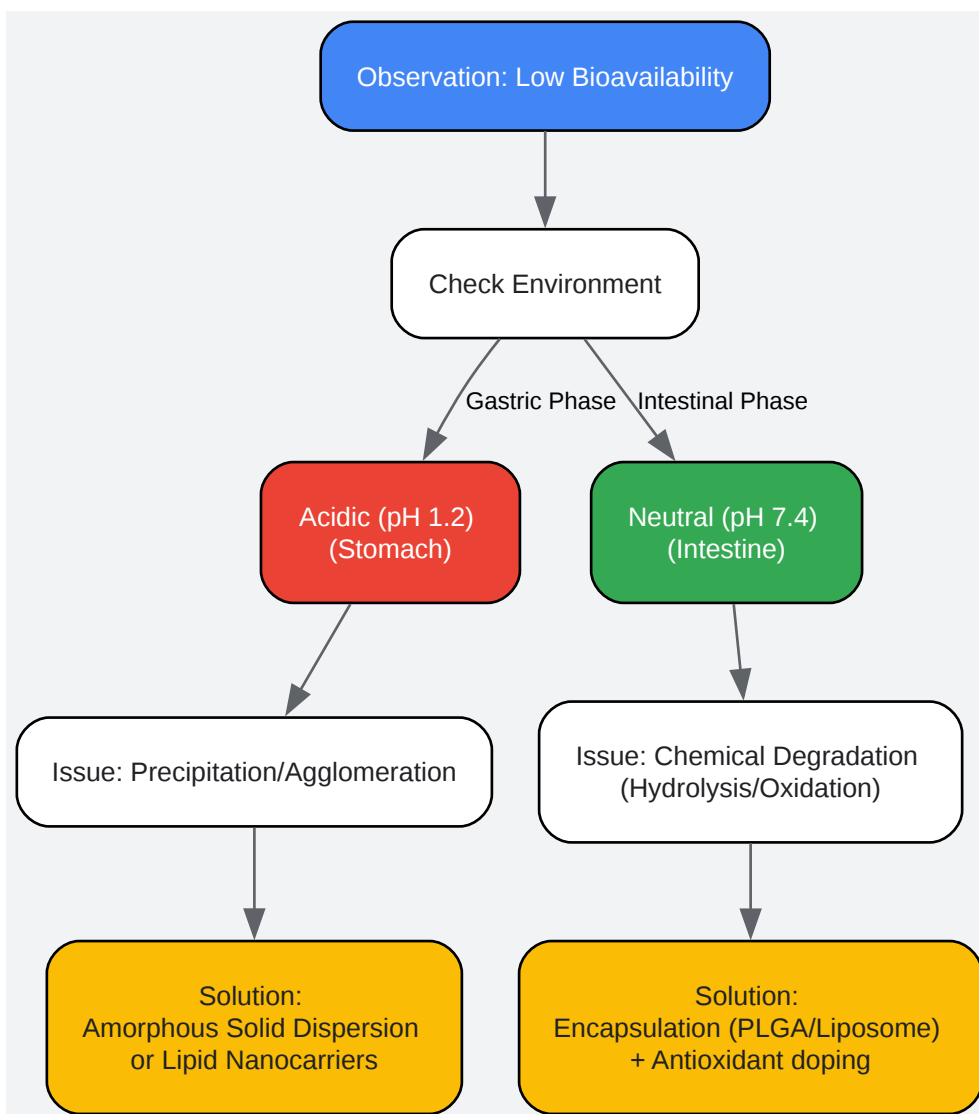 Observation: Low Bioavailability
Check Environment
Gastric Phase
Intestinal Phase
Acidic (pH 1.2)
(Stomach)
Neutral (pH 7.4)
(Intestine)
Issue: Precipitation/Agglomeration
Issue: Chemical Degradation
(Hydrolysis/Oxidation)
Solution:
Amorphous Solid Dispersion
or Lipid Nanocarriers
Solution:
Encapsulation (PLGA/Liposome)
+ Antioxidant doping